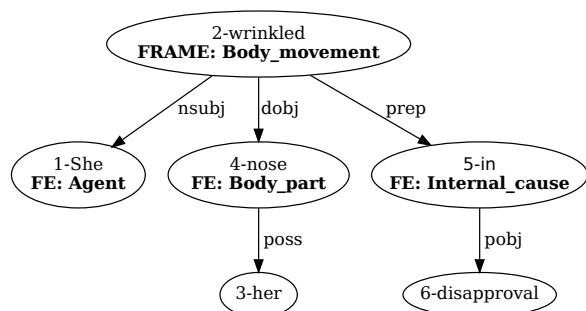 2-wrinkled
FRAME: Body_movement
nsubj
dobj
prep
1-She
FE: Agent
4-nose
FE: Body_part
5-in
FE: Internal_cause
poss
pobj
3-her
6-disapproval